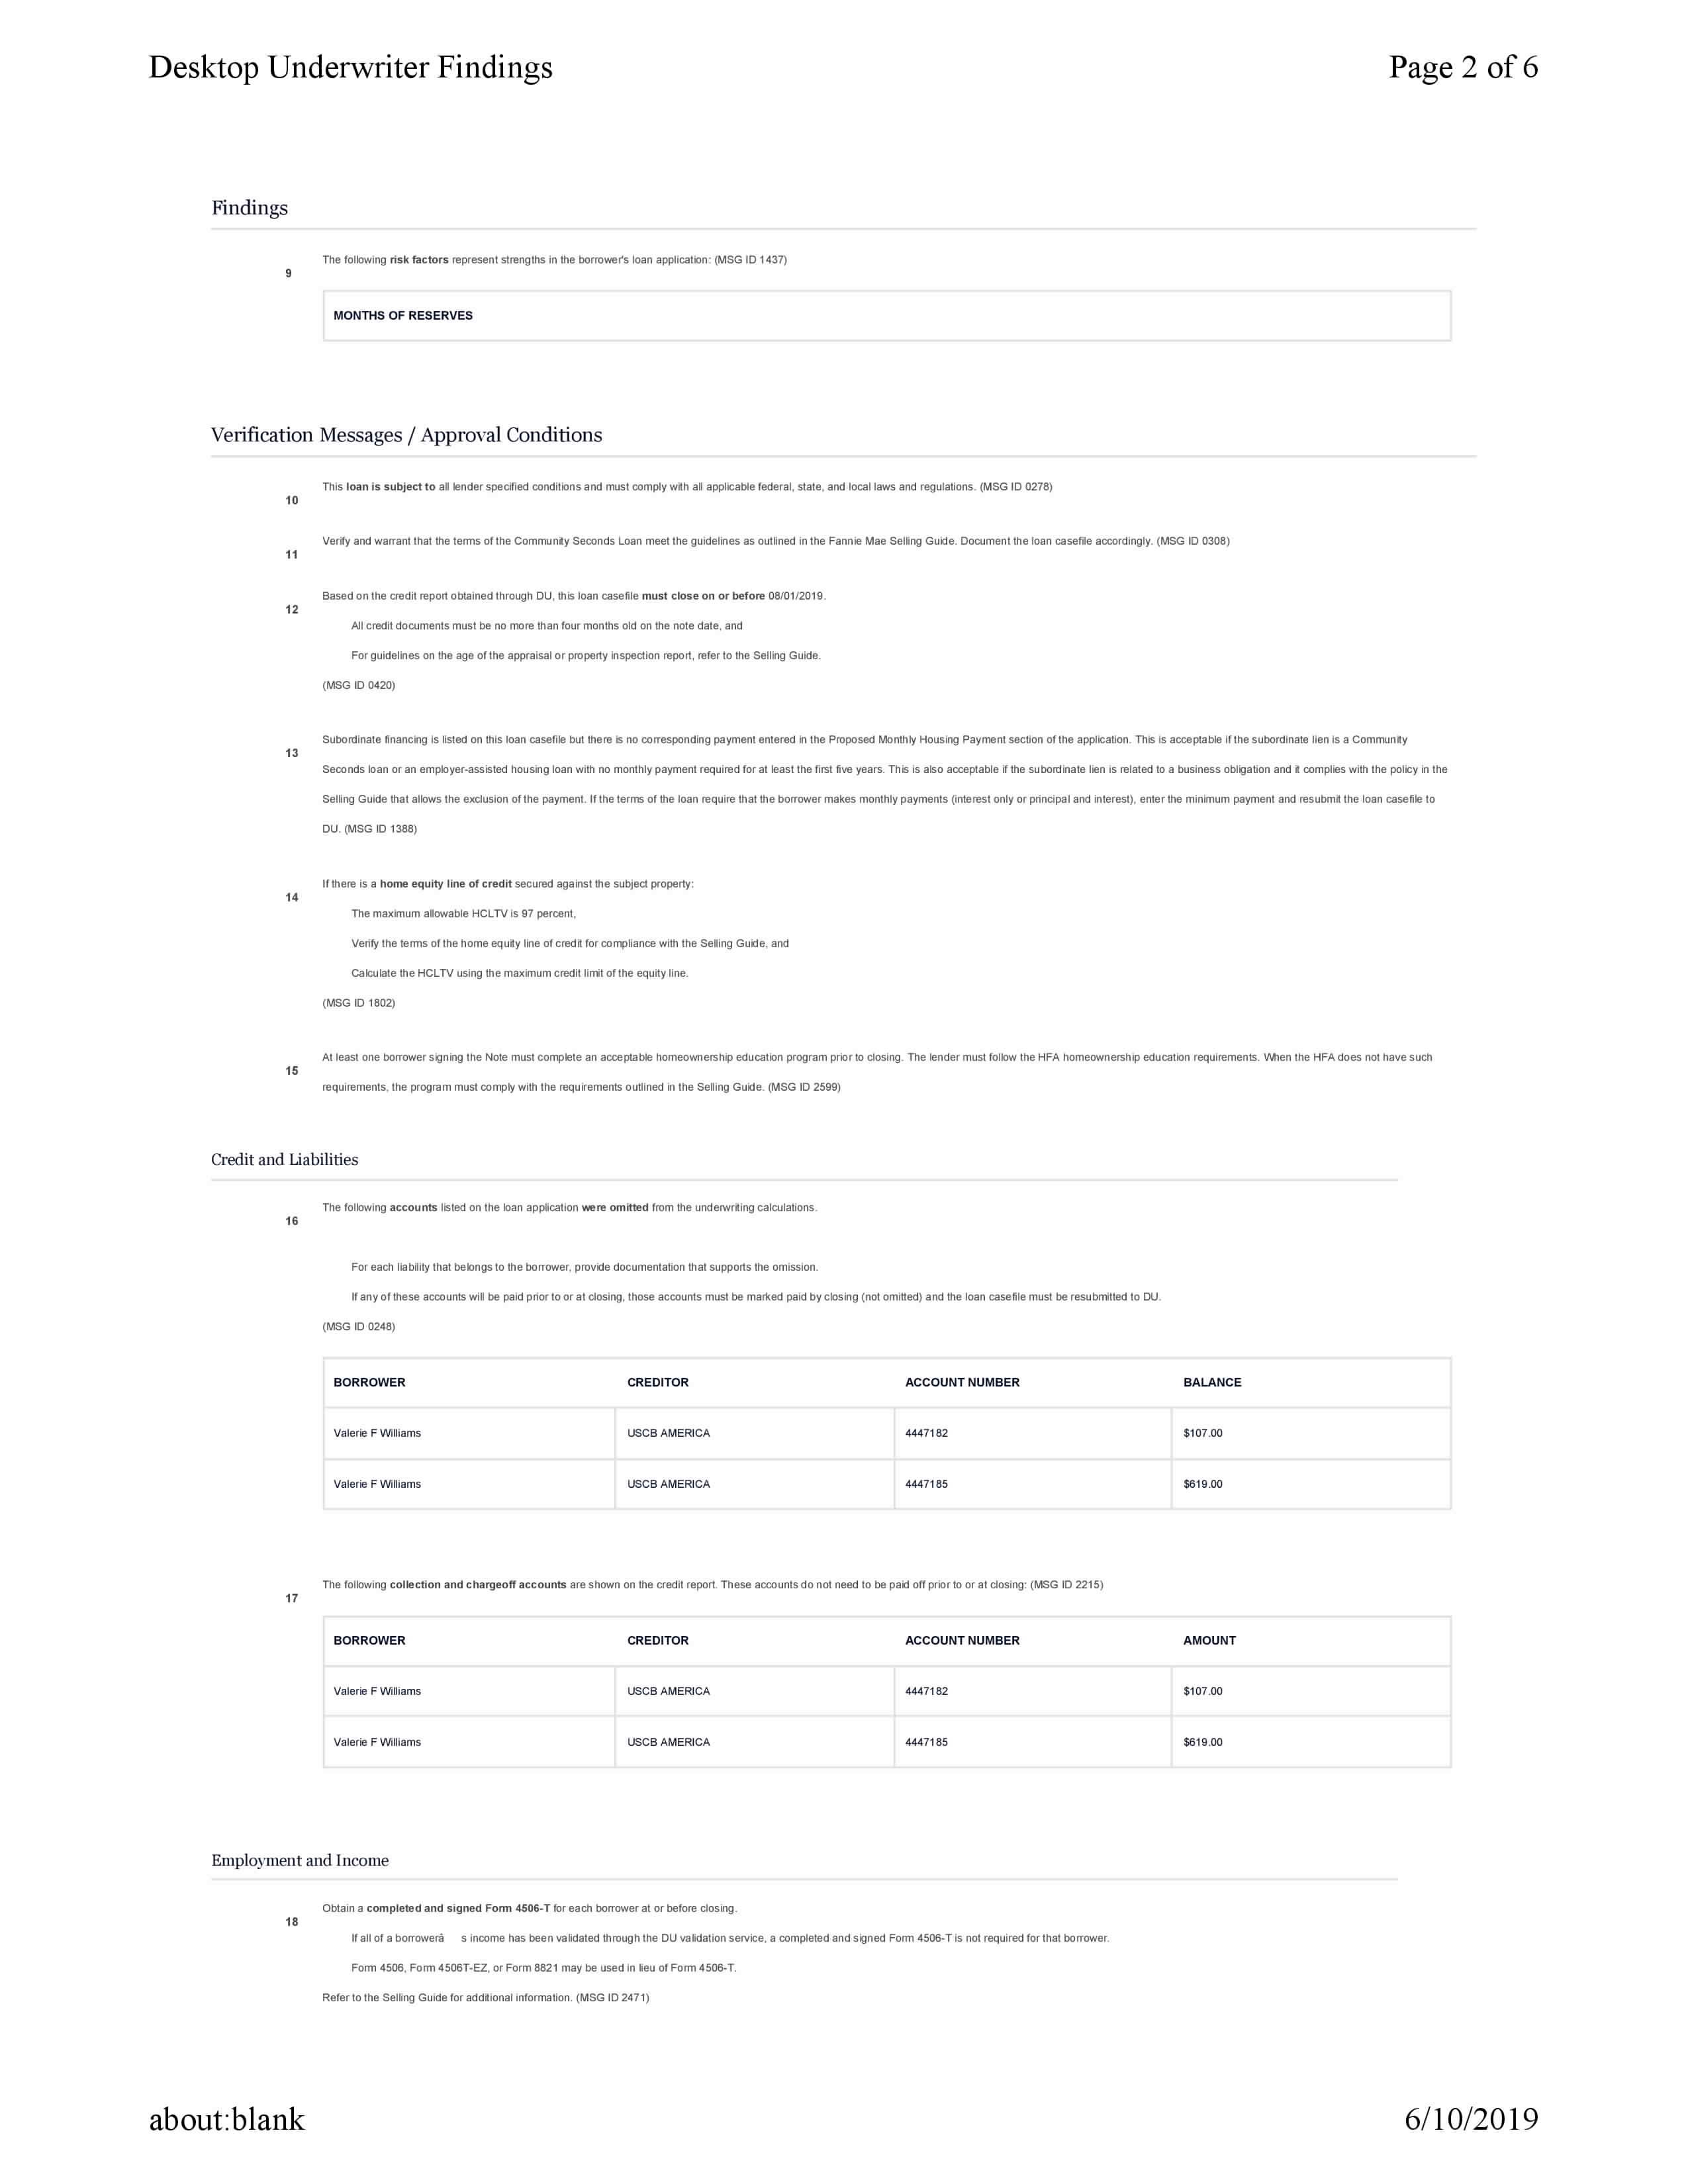 Desktop Underwriter Findings Page 2 of 6
Findings
9 The following risk factors represent strengths in the borrower's loan application: (MSG ID 1437)
MONTHS OF RESERVES
Verification Messages / Approval Conditions
10 This loan is subject to all lender specified conditions and must comply with all applicable federal, state, and local laws and regulations. (MSG ID 0278)
11 Verify and warrant that the terms of the Community Seconds Loan meet the guidelines as outlined in the Fannie Mae Selling Guide. Document the loan casefile accordingly. (MSG ID 0308)
12 Based on the credit report obtained through DU, this loan casefile must close on or before 08/01/2019.
All credit documents must be no more than four months old on the note date, and
For guidelines on the age of the appraisal or property inspection report, refer to the Selling Guide.
(MSG ID 0420)
13 Subordinate financing is listed on this loan casefile but there is no corresponding payment entered in the Proposed Monthly Housing Payment section of the application. This is acceptable if the subordinate lien is a Community
Seconds loan or an employer-assisted housing loan with no monthly payment required for at least the first five years. This is also acceptable if the subordinate lien is related to a business obligation and it complies with the policy in the
Selling Guide that allows the exclusion of the payment. If the terms of the loan require that the borrower makes monthly payments (interest only or principal and interest), enter the minimum payment and resubmit the loan casefile to
DU. (MSG ID 1388)
14 If there is a home equity line of credit secured against the subject property:
The maximum allowable HCLTV is 97 percent,
Verify the terms of the home equity line of credit for compliance with the Selling Guide, and
Calculate the HCLTV using the maximum credit limit of the equity line.
(MSG ID 1802)
15 At least one borrower signing the Note must complete an acceptable homeownership education program prior to closing. The lender must follow the HFA homeownership education requirements. When the HFA does not have such
requirements, the program must comply with the requirements outlined in the Selling Guide. (MSG ID 2599)
Credit and Liabilities
16 The following accounts listed on the loan application were omitted from the underwriting calculations.
For each liability that belongs to the borrower, provide documentation that supports the omission.
If any of these accounts will be paid prior to or at closing, those accounts must be marked paid by closing (not omitted) and the loan casefile must be resubmitted to DU.
(MSG ID 0248)
BORROWER CREDITOR ACCOUNT NUMBER BALANCE
Valerie F Williams USCB AMERICA 4447182 $107.00
Valerie F Williams USCB AMERICA 4447185 $619.00
17 The following collection and chargeoff accounts are shown on the credit report. These accounts do not need to be paid off prior to or at closing: (MSG ID 2215)
BORROWER CREDITOR ACCOUNT NUMBER AMOUNT
Valerie F Williams USCB AMERICA 4447182 $107.00
Valerie F Williams USCB AMERICA 4447185 $619.00
Employment and Income
18 Obtain a completed and signed Form 4506-T for each borrower at or before closing.
If all of a borrowerâ s income has been validated through the DU validation service, a completed and signed Form 4506-T is not required for that borrower.
Form 4506, Form 4506T-EZ, or Form 8821 may be used in lieu of Form 4506-T.
Refer to the Selling Guide for additional information. (MSG ID 2471)
about:blank 6/10/2019